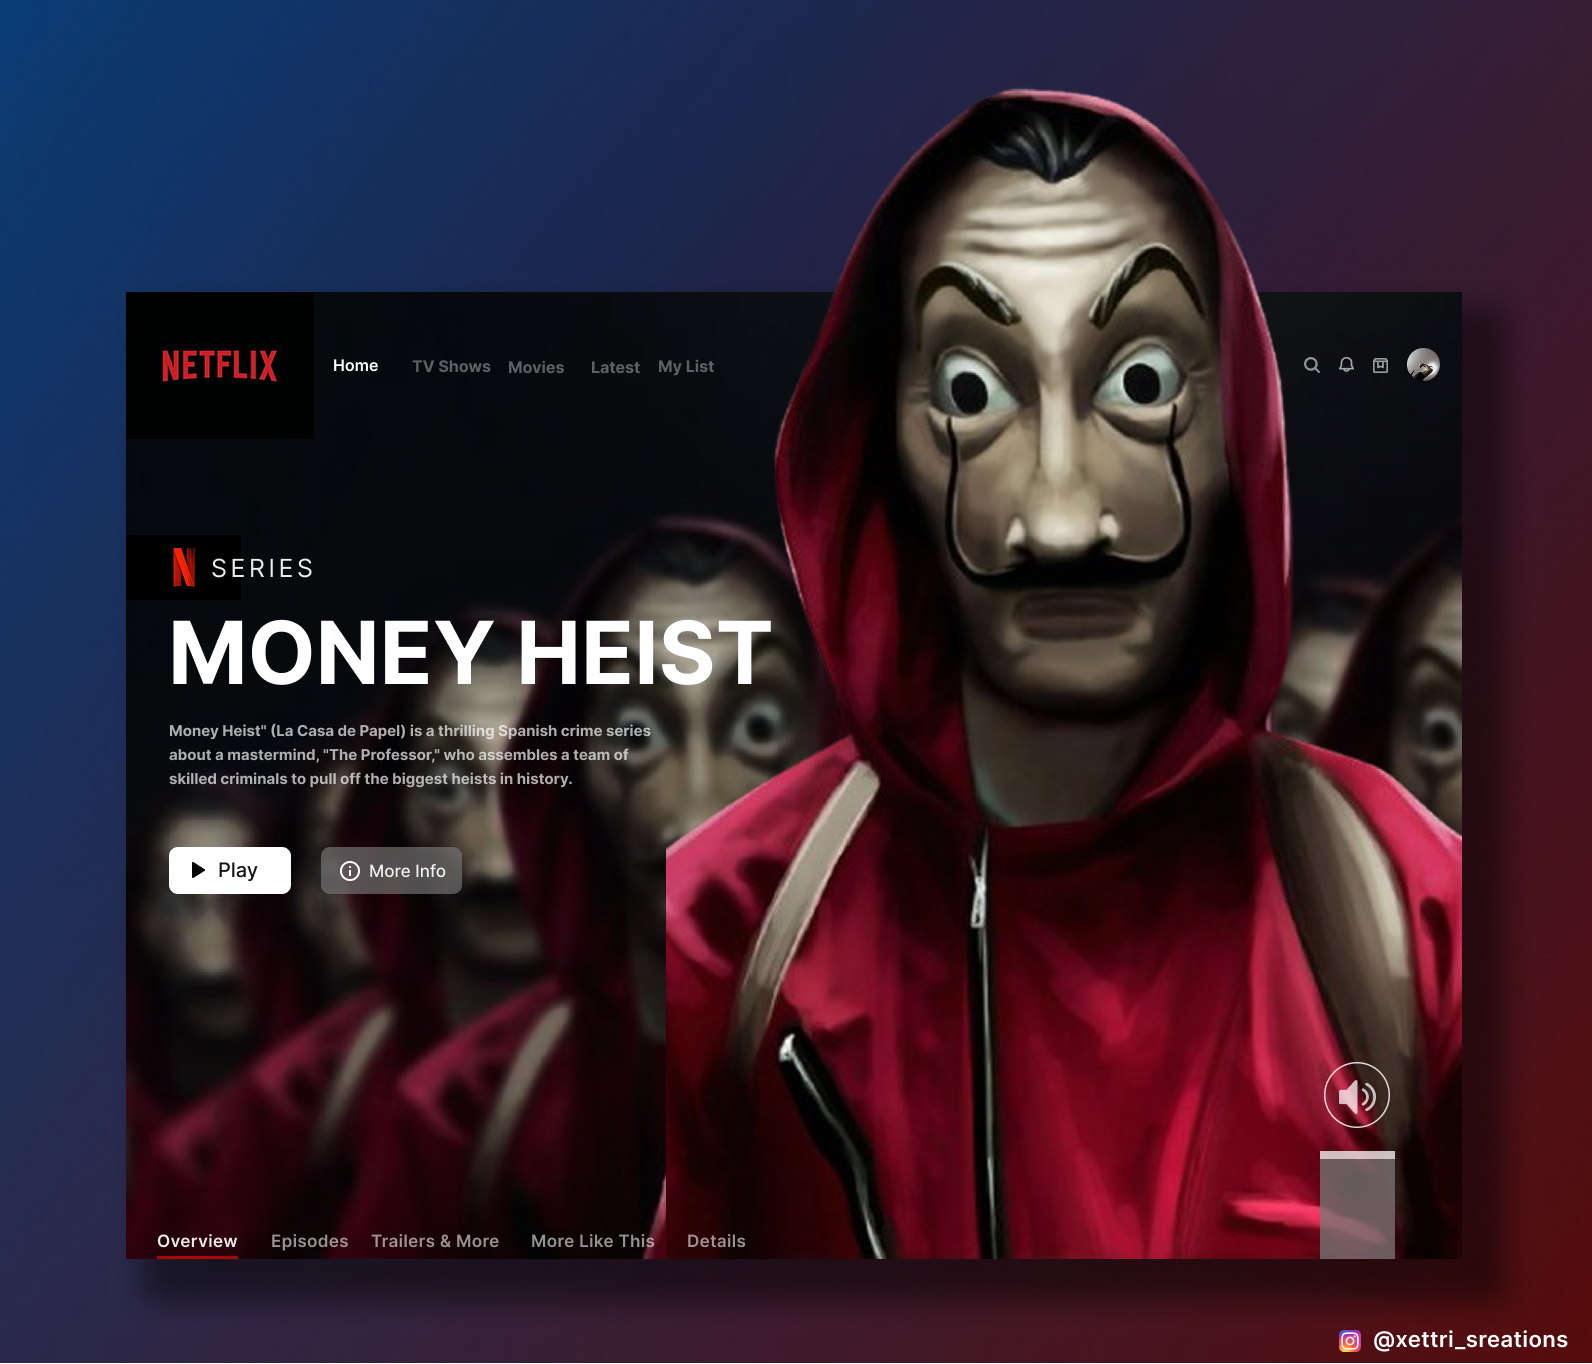 NETFLIX
Home TV Shows Movies Latest My List
N SERIES
MONEY HEIST
Money Heist" (La Casa de Papel) is a thrilling Spanish crime series
about a mastermind, "The Professor," who assembles a team of
skilled criminals to pull off the biggest heists in history.
Play More Info
Overview Episodes Trailers & More More Like This Details
@xettri_sreations